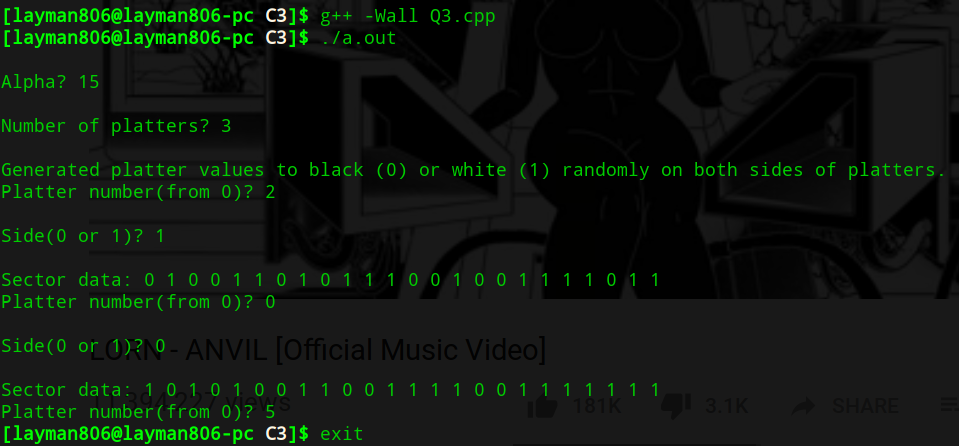 [layman806@layman806-pc C3]$ g++ -Wall Q3.cpp
[layman806@layman806-pc C3]$ ./a.out
Alpha? 15
Number of platters? 3
Generated platter values to black (0) or white (1) randomly on both sides of platters.
Platter number(from 0)? 2
Side(0 or 1)? 1
Sector data: 0 1 0 0 1 1 0 1 0 1 1 1 0 0 1 0 0 1 1 1 1 0 1 1
Platter number(from 0)? 0
Side(0 or 1)? 0
LORN - ANVIL [Official Music Video]
Sector data: 1 0 1 0 1 0 0 1 1 0 0 1 1 1 1 0 0 1 1 1 1 1 1 1
views 181K 3.1K SHARE
Platter number(from 0)? 5
[layman806@layman806-pc C3]$ exit